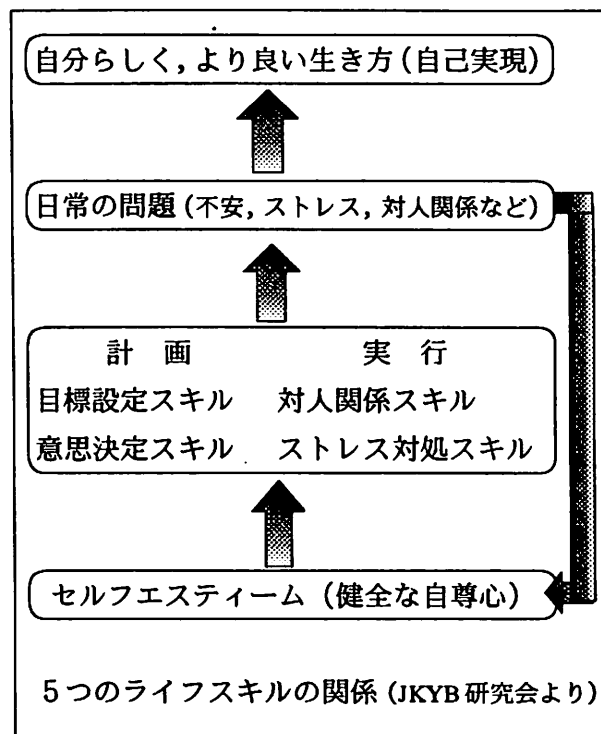 自分らしく,より良い生き方(自己実現)
日常の問題(不安,ストレス,対人関係など)
計 画 実 行
目標設定スキル 対人関係スキル
意思決定スキル ストレス対処スキル
セルフエスティーム(健全な自尊心)
5つのライフスキルの関係(JKYB研究会より)